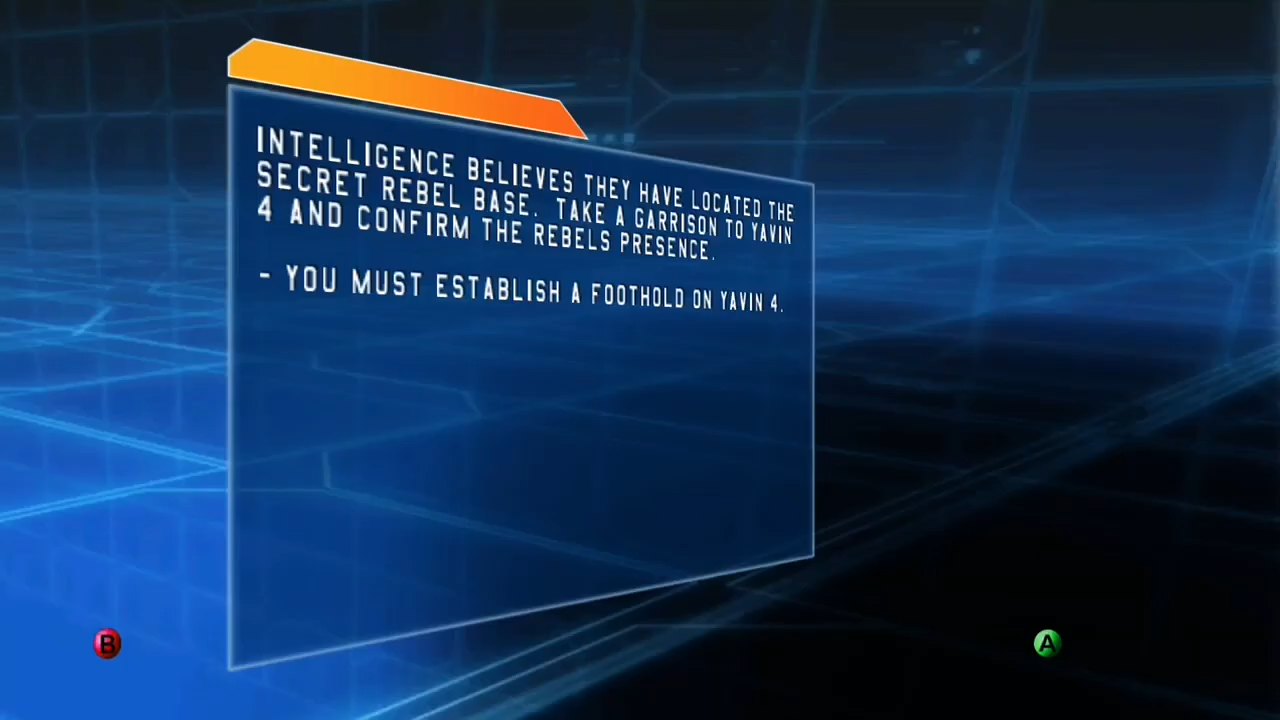 INTELLIGENCE BELIEVES THEY HAVE LOCATED THE
SECRET REBEL BASE. TAKE A GARRISON TO YAVIN
4 AND CONFIRM THE REBELS PRESENCE.
- YOU MUST ESTABLISH A FOOTHOLD ON YAVIN 4.
B
A